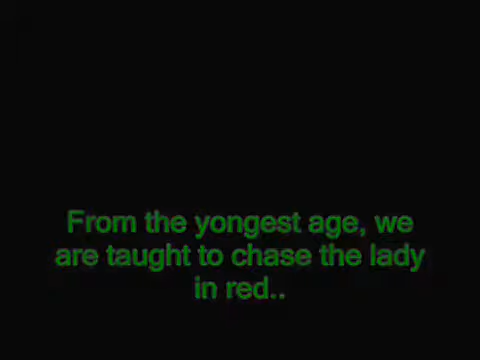 From the yongest age, we
are taught to chase the lady
in red..